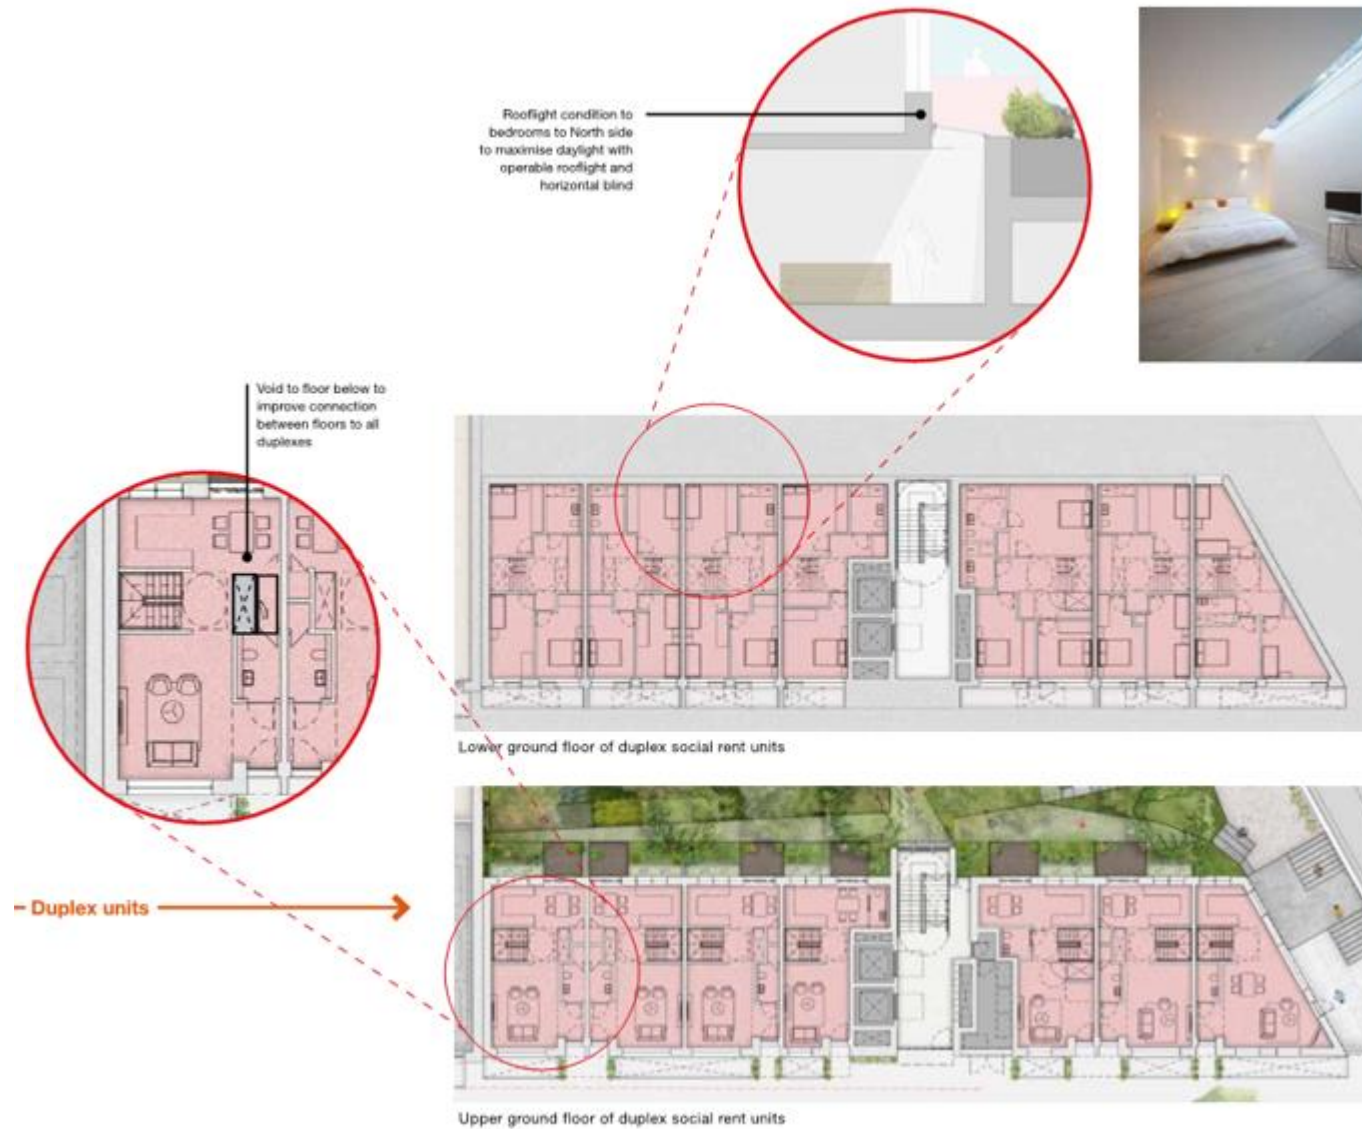 Rooflight condition to
bedrooms to North side
to maximise daylight with
operable rooflight and
horizontal blind
Void to floor below to
improve connection
between floors to all
duplexes
Lower ground floor of duplex social rent units
Duplex units
Upper ground floor of duplex social rent units